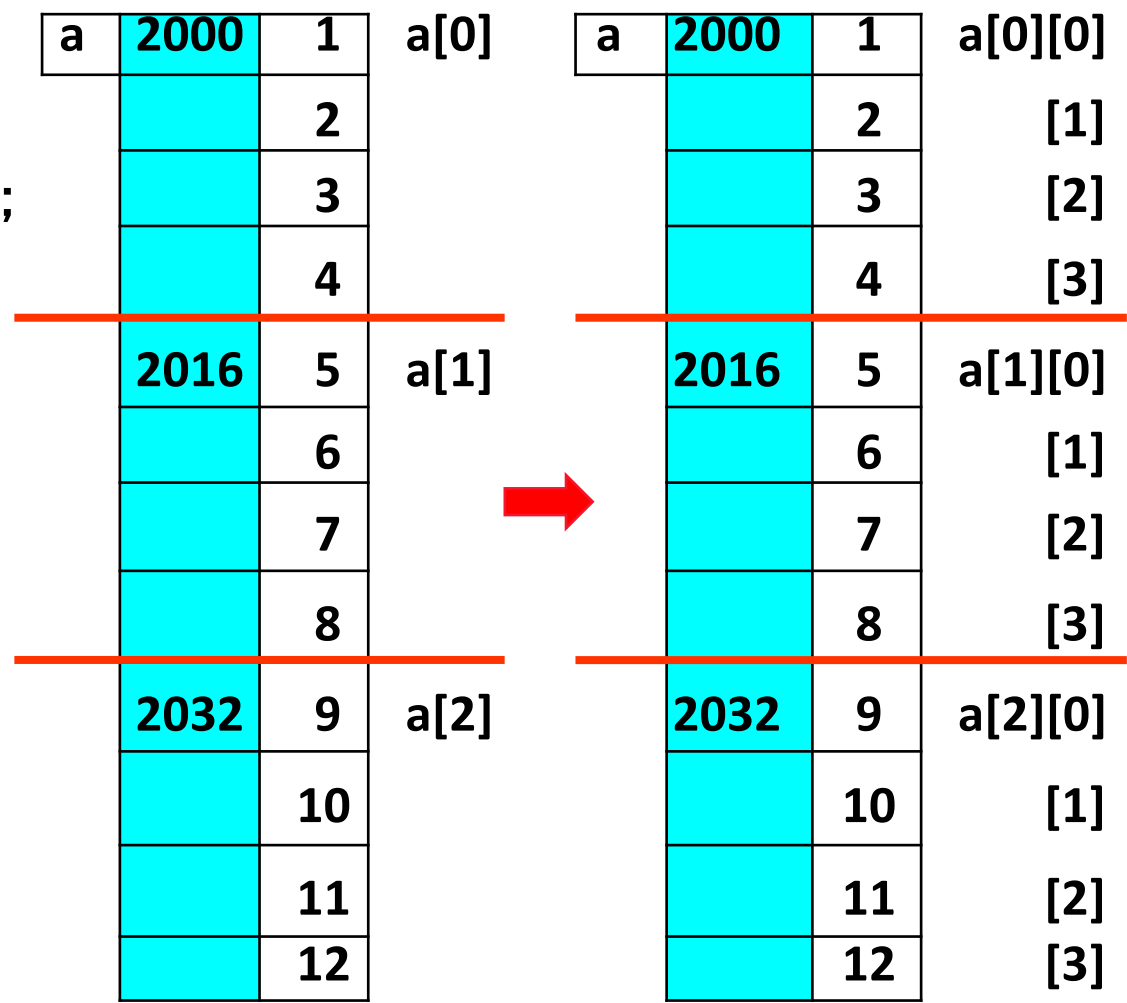 a 2000 1 a[0] a 2000 1 a[0][0]
2 2 [1]
; 3 3 [2]
4 4 [3]
2016 5 a[1] 2016 5 a[1][0]
6 6 [1]
7 7 [2]
8 8 [3]
2032 9 a[2] 2032 9 a[2][0]
10 10 [1]
11 11 [2]
12 12 [3]